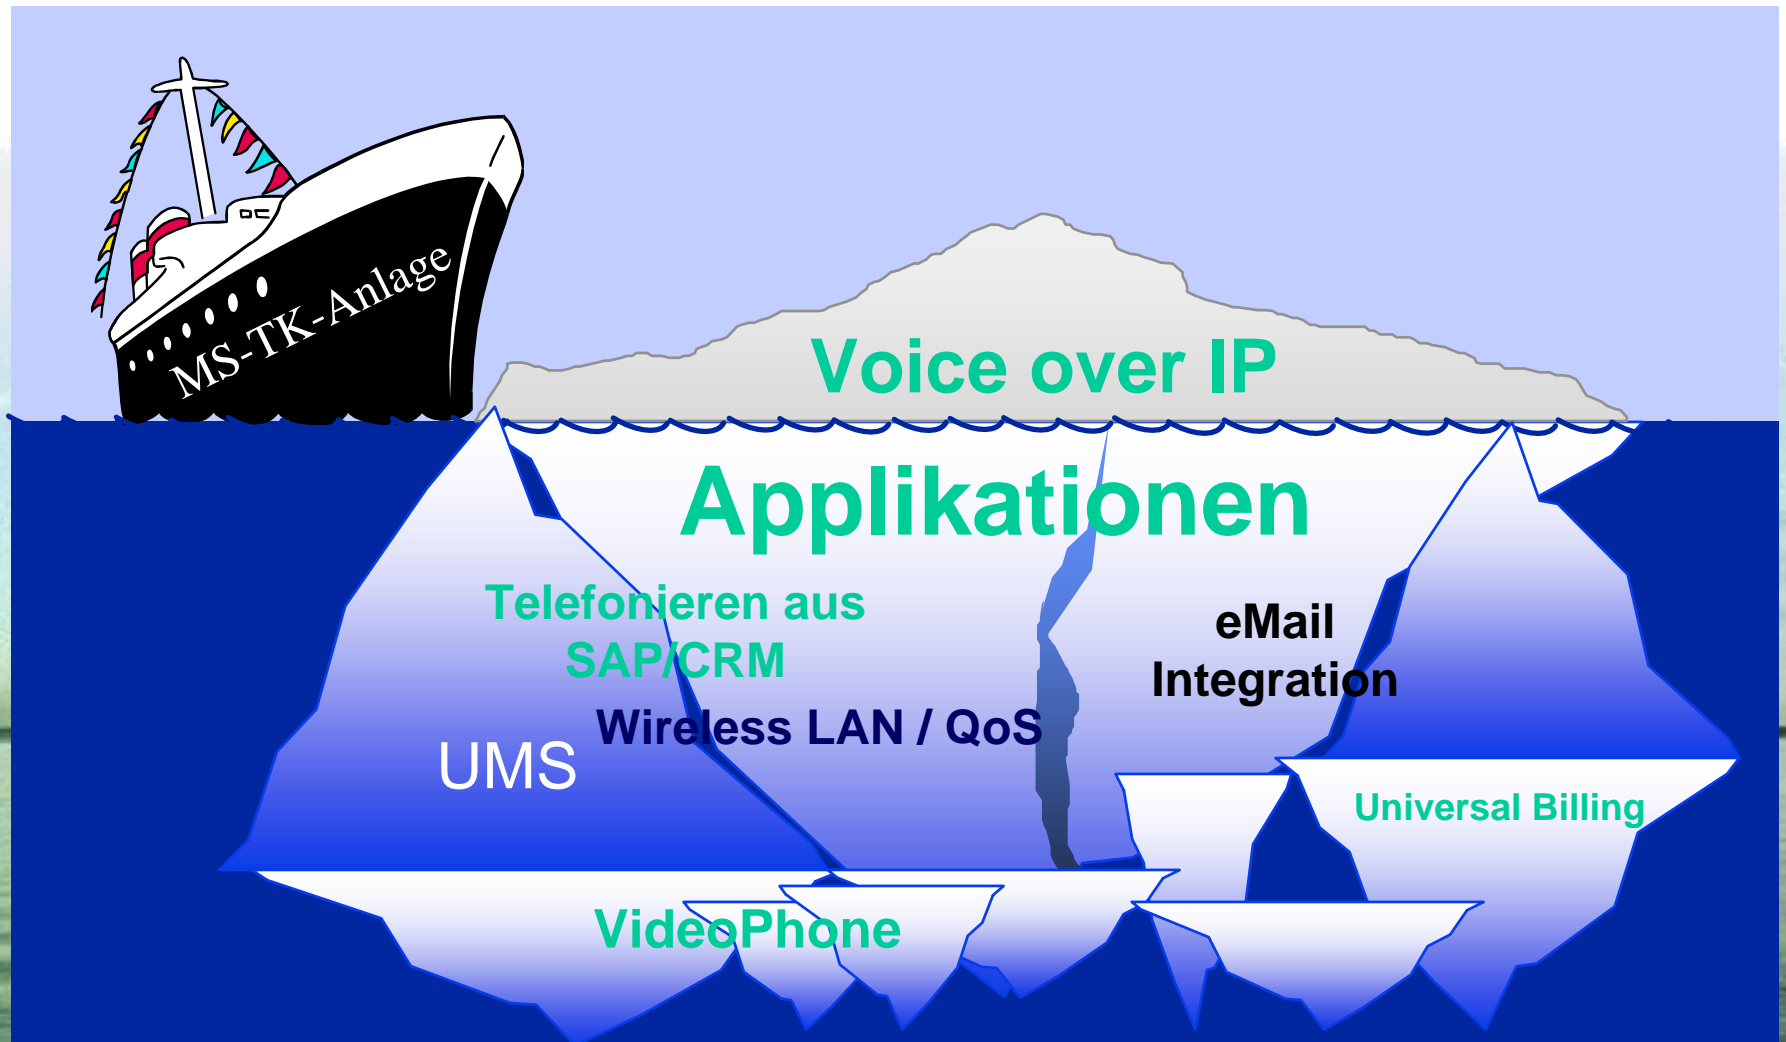 MS-TK-Anlage
Voice over IP
Applikationen
Telefonieren aus
SAP/CRM
eMail
Integration
Wireless LAN / QoS
UMS
Universal Billing
VideoPhone